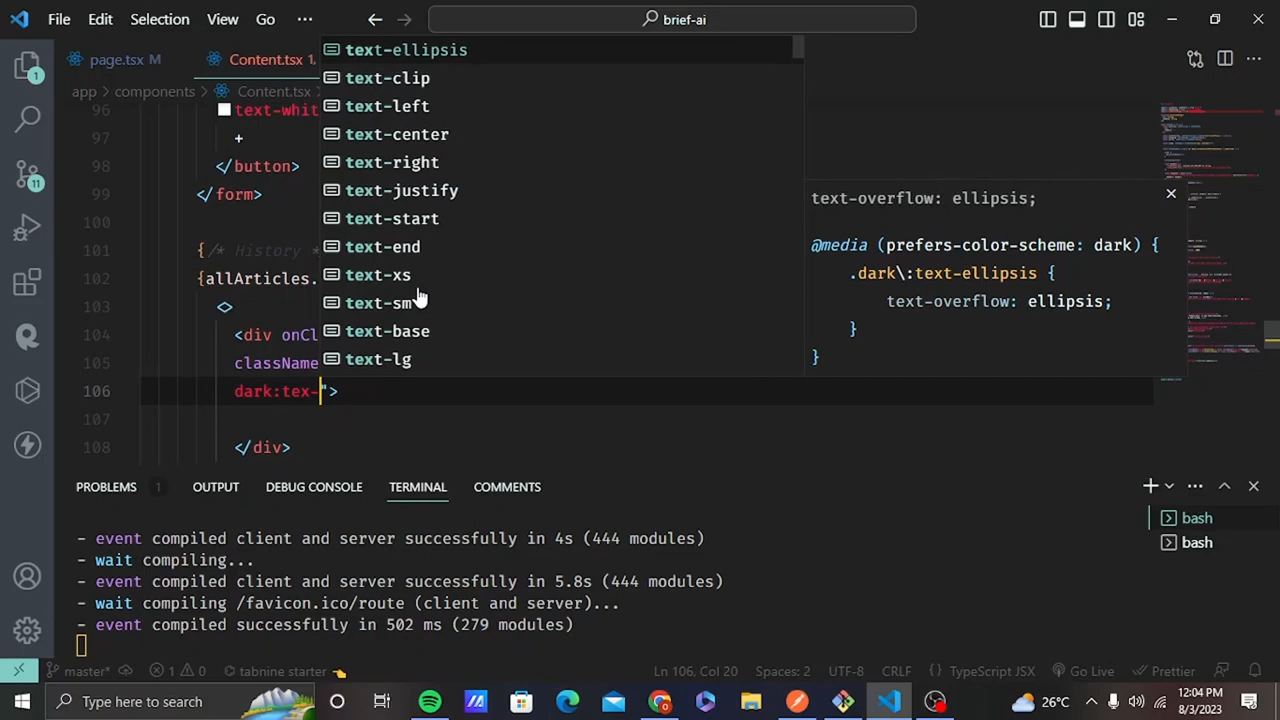 File Edit Selection View Go ···
brief-ai
page.tsx M
Content.tsx 1,
app > components > Content.tsx
96 text-whit
97 +
98 </button>
99 </form>
100
101 {/* History *
102 {allArticles.
103 <>
104 <div onCl
105 className
106 dark:tex-">
107
108 </div>
text-ellipsis
text-clip
text-left
text-center
text-right
text-justify
text-start
text-end
text-xs
text-sm
text-base
text-lg
text-overflow: ellipsis;
@media (prefers-color-scheme: dark) {
.dark\:text-ellipsis {
text-overflow: ellipsis;
}
}
1
11
PROBLEMS 1 OUTPUT DEBUG CONSOLE TERMINAL COMMENTS
- event compiled client and server successfully in 4s (444 modules)
- wait compiling...
- event compiled client and server successfully in 5.8s (444 modules)
- wait compiling /favicon.ico/route (client and server)...
- event compiled successfully in 502 ms (279 modules)
bash
bash
master* 1 0 tabnine starter Ln 106, Col 20 Spaces: 2 UTF-8 CRLF TypeScript JSX Go Live Prettier
Type here to search
26°C
12:04 PM
8/3/2023